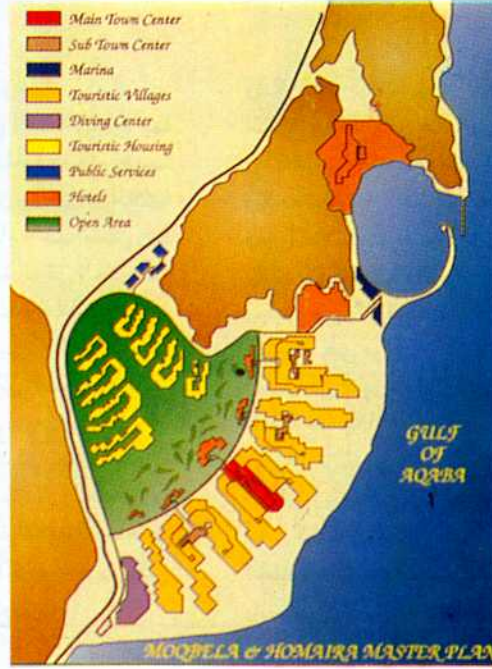 Main Town Center
Sub Town Center
Marina
Touristic Villages
Diving Center
Touristic Housing
Public Services
Hotels
Open Area
GULF
OF
AQABA
MOQBELA & HOMAIRA MASTER PLAN